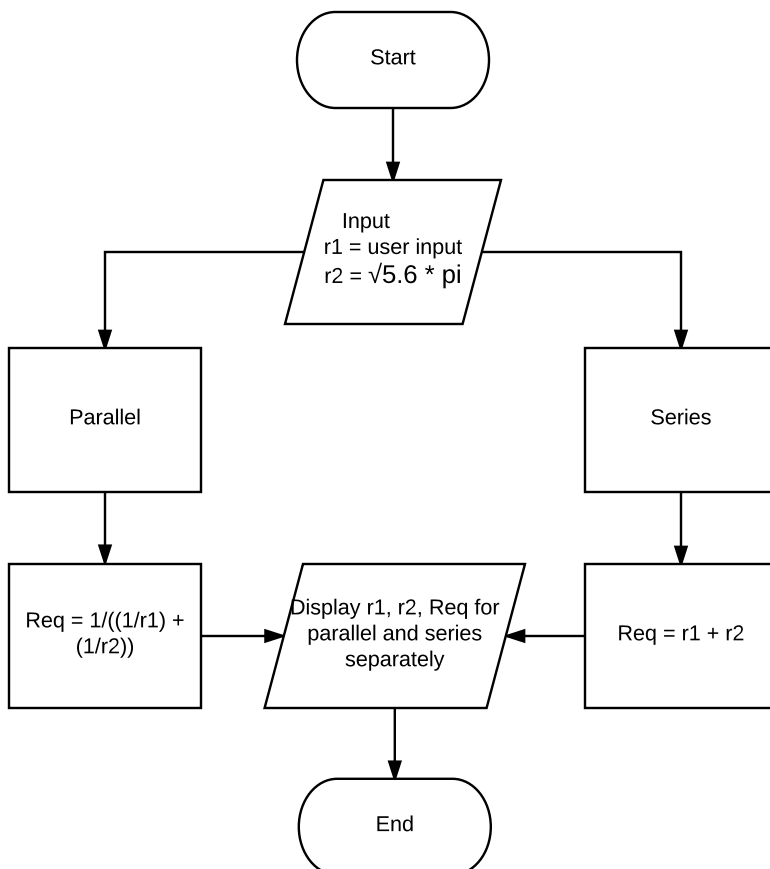 Start
Input
r1 = user input
r2 = √5.6 * pi
Parallel
Series
Req = 1/((1/r1) +
(1/r2))
Display r1, r2, Req for
parallel and series
separately
Req = r1 + r2
End